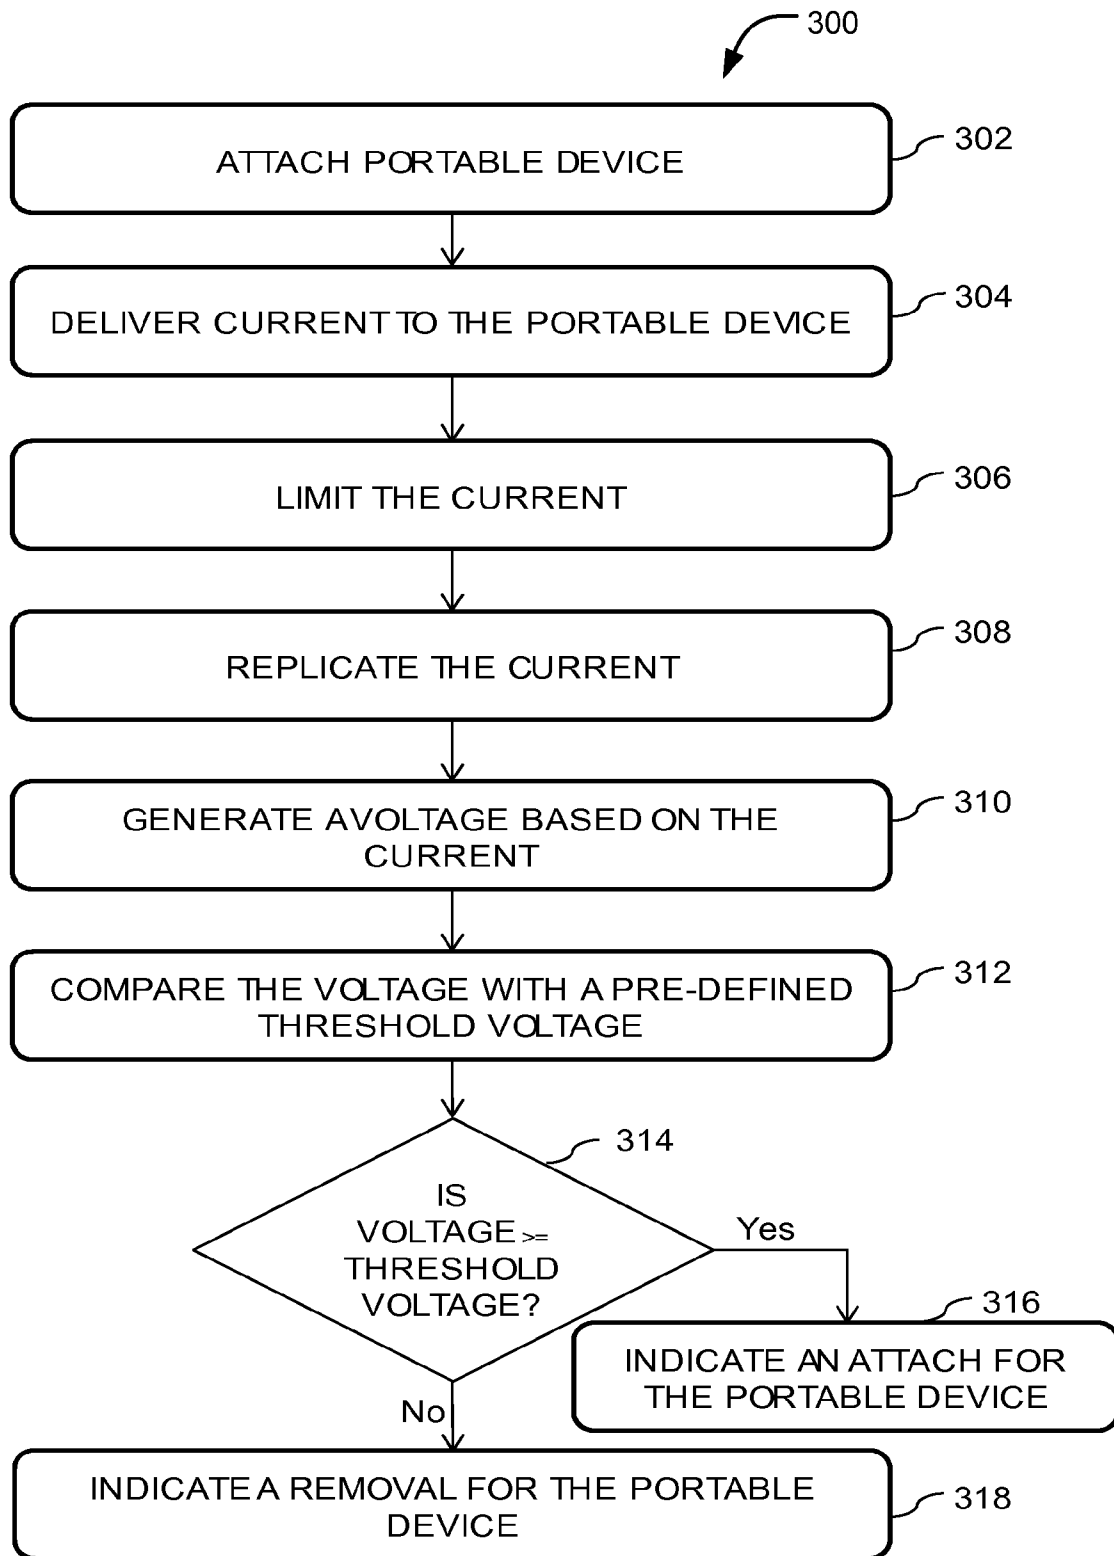 300
ATTACH PORTABLE DEVICE
302
DELIVER CURRENT TO THE PORTABLE DEVICE
304
LIMIT THE CURRENT
306
REPLICATE THE CURRENT
308
GENERATE AVOLTAGE BASED ON THE
CURRENT
310
COMPARE THE VOLTAGE WITH A PRE-DEFINED
THRESHOLD VOLTAGE
312
314
IS
VOLTAGE >=
THRESHOLD
VOLTAGE?
Yes
316
INDICATE AN ATTACH FOR
THE PORTABLE DEVICE
No
INDICATE A REMOVAL FOR THE PORTABLE
DEVICE
318